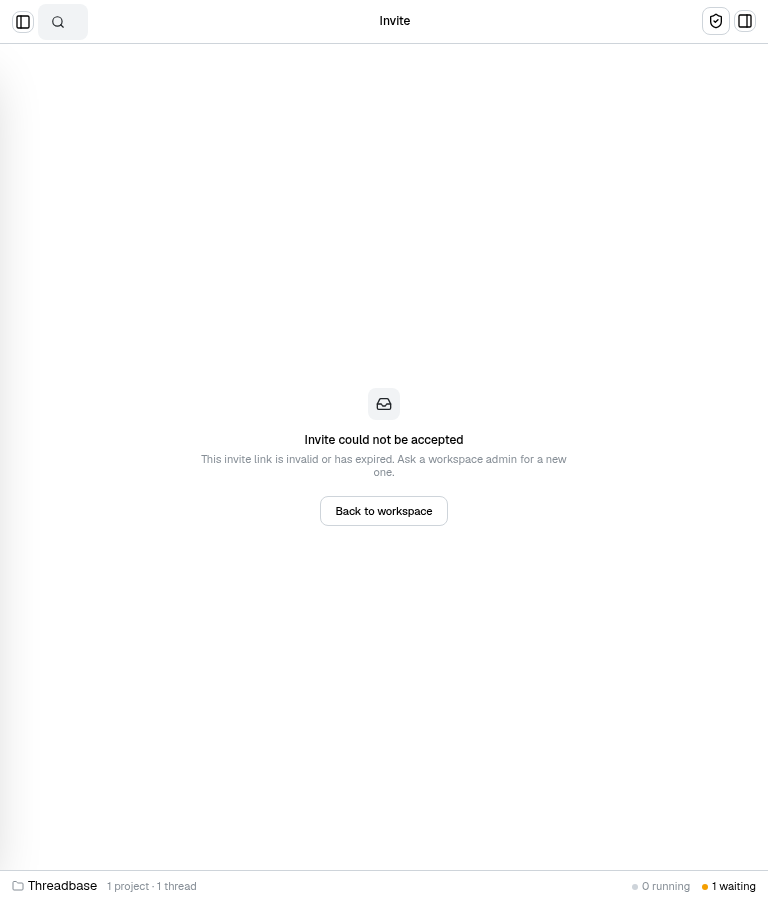 Invite
Invite could not be accepted
This invite link is invalid or has expired. Ask a workspace admin for a new
one.
Back to workspace
Threadbase 1 project · 1 thread 0 running 1 waiting